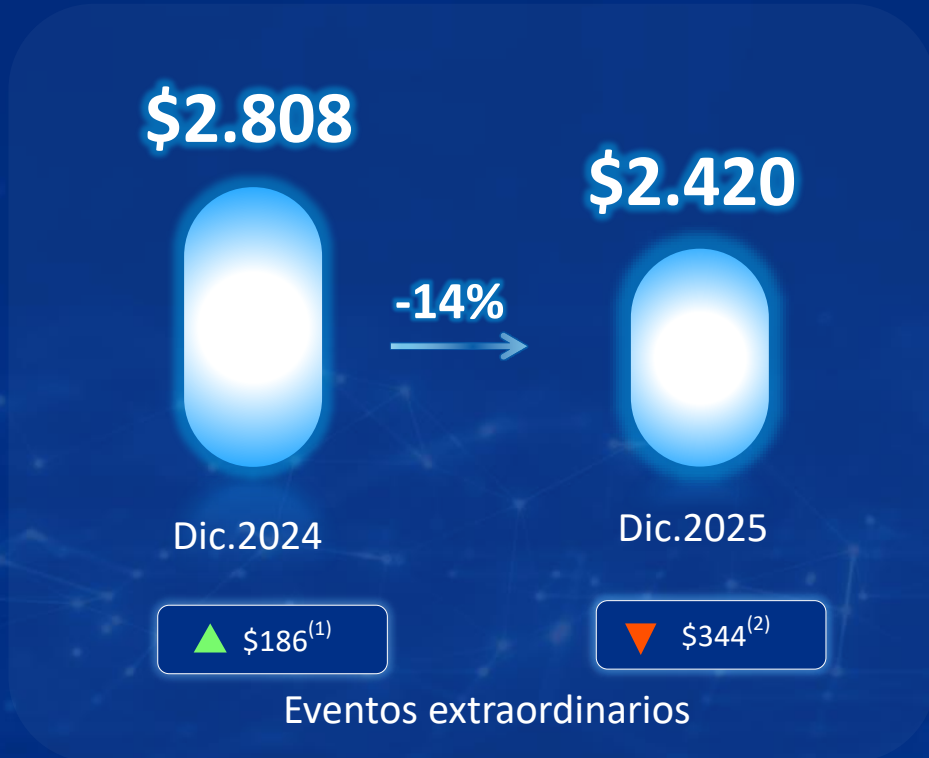 $2.808
$2.420
-14%
Dic.2024
Dic.2025
$186(1)
$344(2)
Eventos extraordinarios